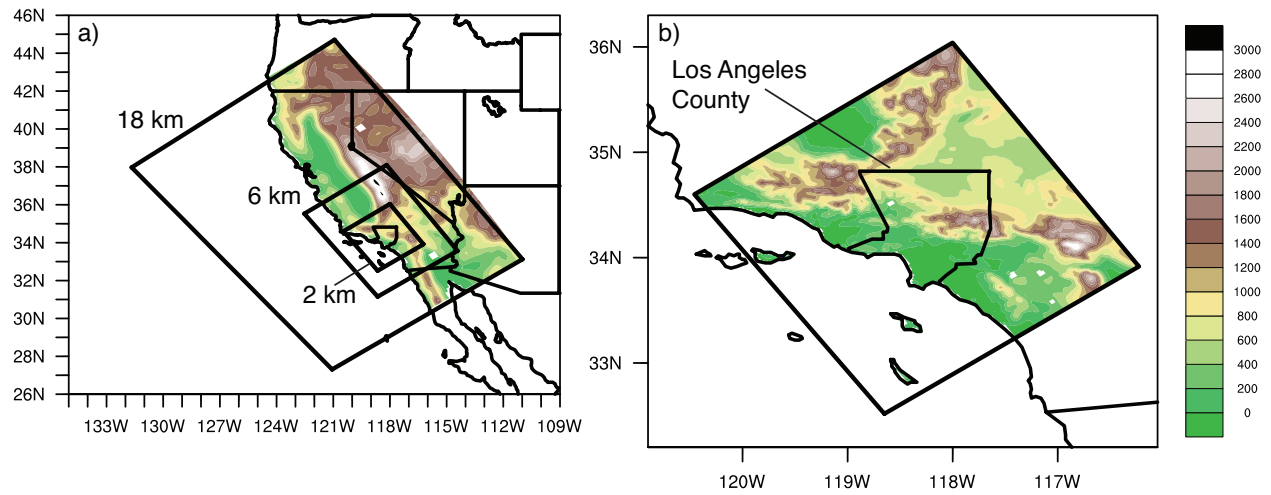 a)
46N
44N
42N
40N
38N
36N
34N
32N
30N
28N
26N
18 km
6 km
2 km
133W 130W 127W 124W 121W 118W 115W 112W 109W
b)
Los Angeles
County
36N
35N
34N
33N
120W 119W 118W 117W
3000
2800
2600
2400
2200
2000
1800
1600
1400
1200
1000
800
600
400
200
0